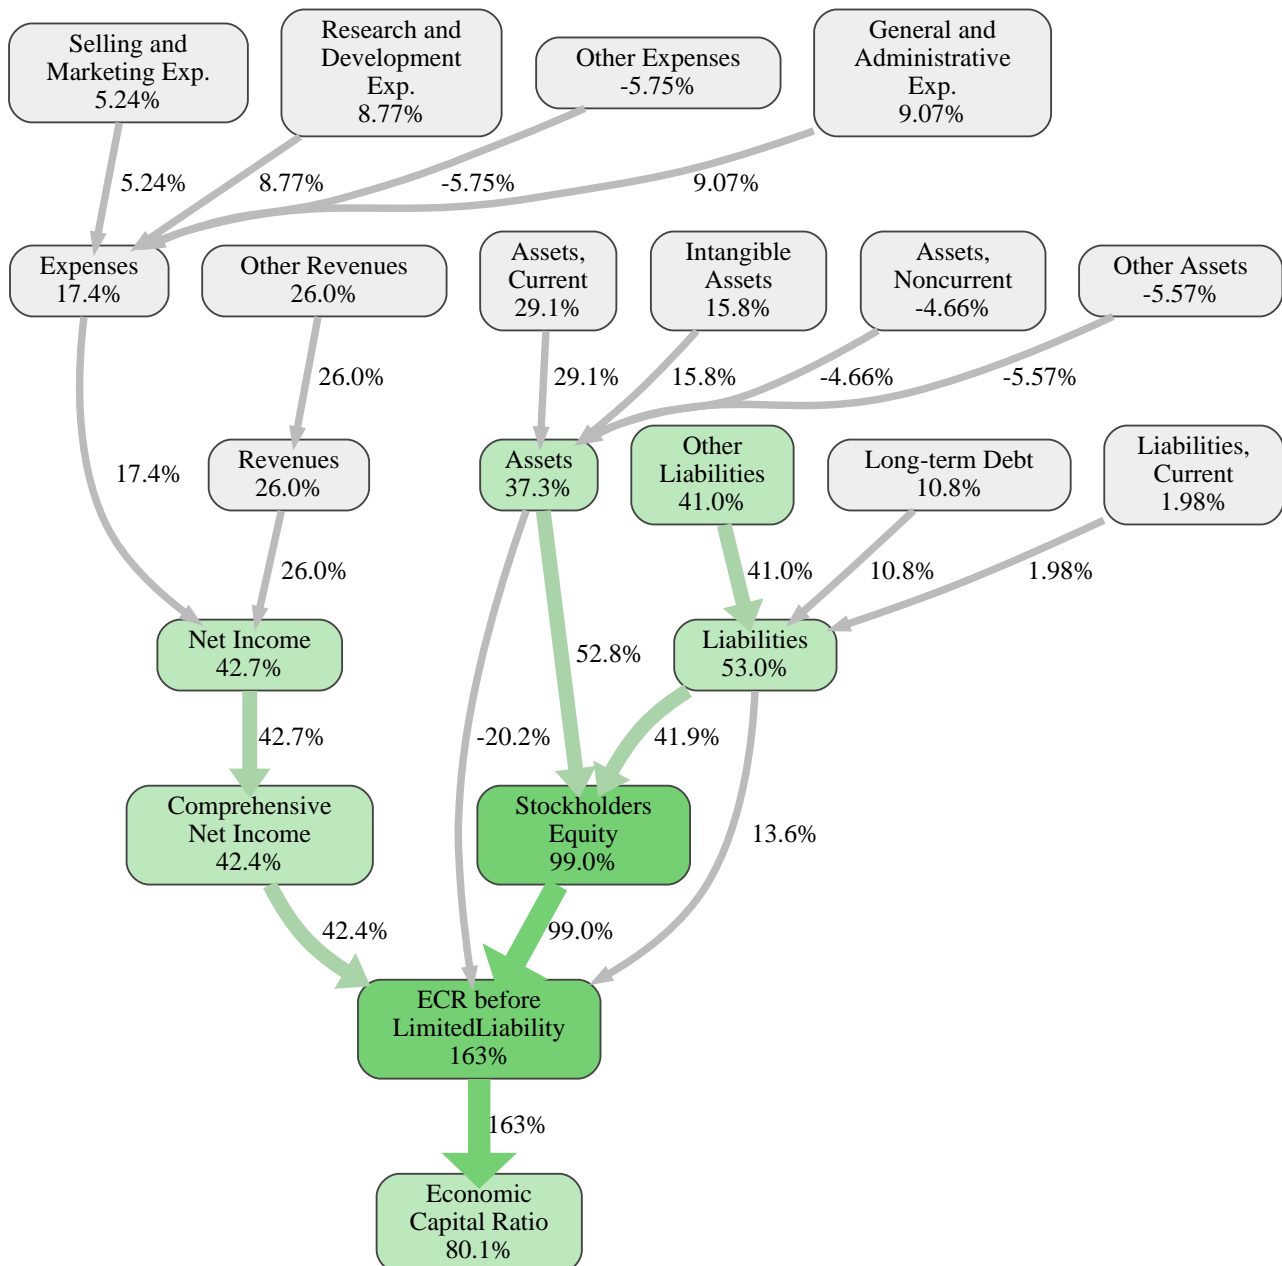 Selling and
Marketing Exp.
5.24%
Research and
Development
Exp.
8.77%
Other Expenses
-5.75%
General and
Administrative
Exp.
9.07%
5.24%
8.77%
-5.75%
9.07%
Expenses
17.4%
Other Revenues
26.0%
Assets,
Current
29.1%
Intangible
Assets
15.8%
Assets,
Noncurrent
-4.66%
Other Assets
-5.57%
26.0%
29.1%
15.8%
-4.66%
-5.57%
17.4%
Revenues
26.0%
Assets
37.3%
Other
Liabilities
41.0%
Long-term Debt
10.8%
Liabilities,
Current
1.98%
26.0%
41.0%
10.8%
1.98%
Net Income
42.7%
52.8%
Liabilities
53.0%
42.7%
-20.2%
41.9%
Comprehensive
Net Income
42.4%
Stockholders
Equity
99.0%
13.6%
42.4%
99.0%
ECR before
LimitedLiability
163%
163%
Economic
Capital Ratio
80.1%